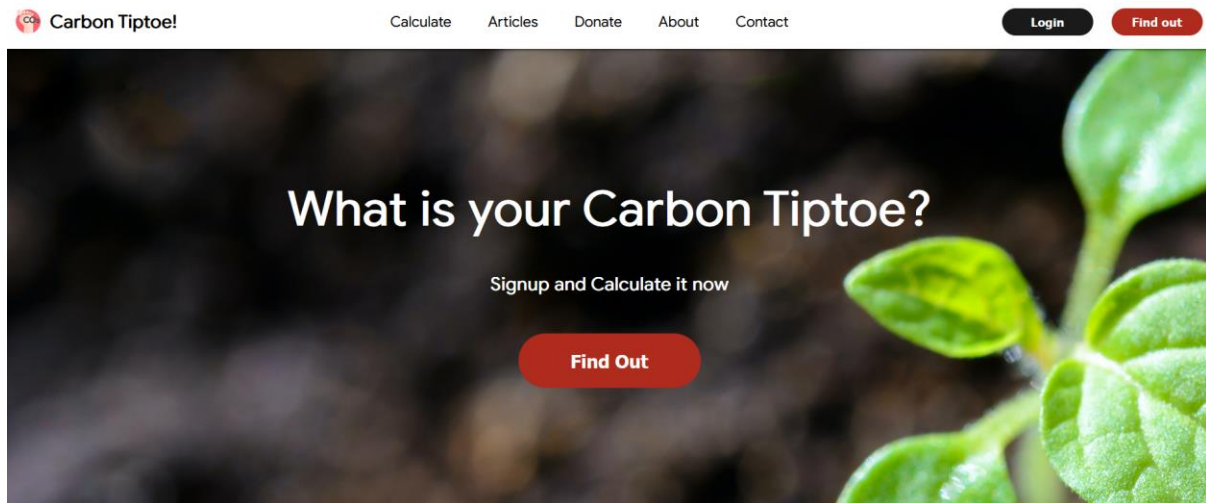 CO₂ Carbon Tiptoe!
Calculate Articles Donate About Contact
Login Find out
What is your Carbon Tiptoe?
Signup and Calculate it now
Find Out